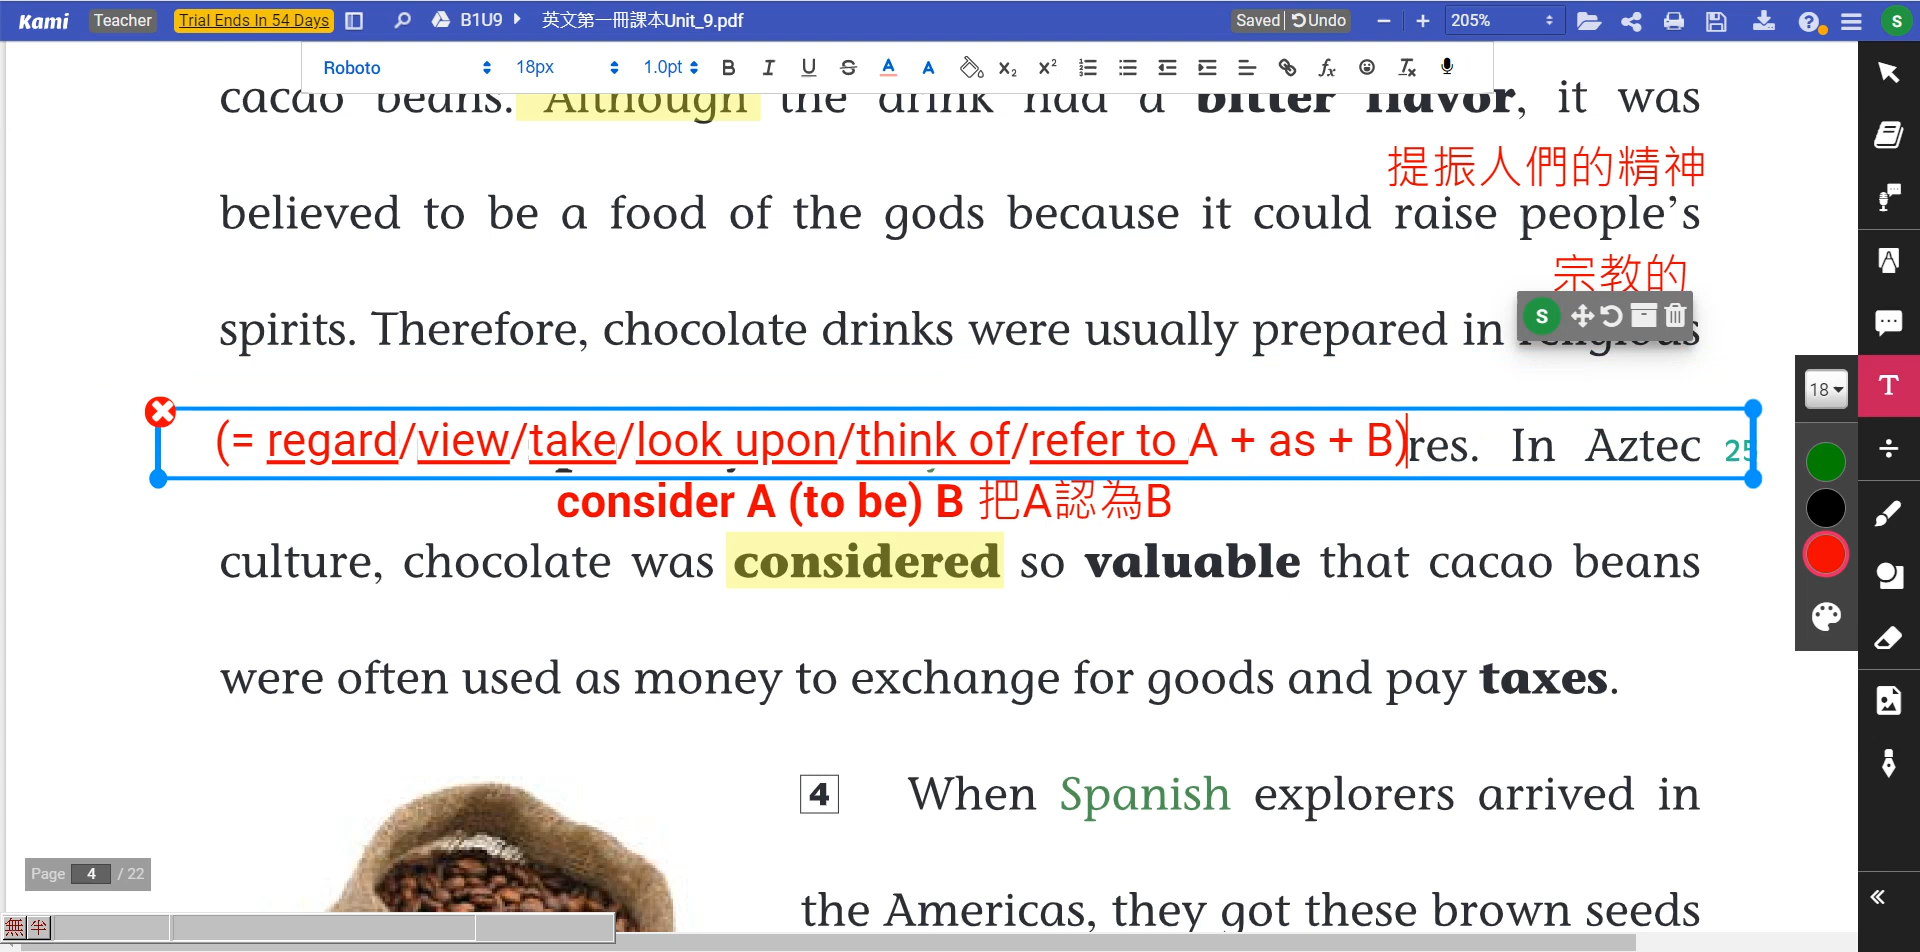 Kami Teacher Trial Ends In 54 Days B1U9 英文第一冊課本Unit_9.pdf Saved Undo 205% S
Roboto 18px 1.0pt B I U S A A
cacao beans. Although the drink had a bitter flavor, it was
提振人們的精神
believed to be a food of the gods because it could raise people's
宗教的
spirits. Therefore, chocolate drinks were usually prepared in religious
S
18
(= regard/view/take/look upon/think of/refer to A + as + B)res. In Aztec 25
consider A (to be) B 把A認為B
culture, chocolate was considered so valuable that cacao beans
were often used as money to exchange for goods and pay taxes.
4 When Spanish explorers arrived in
Page 4 / 22
the Americas, they got these brown seeds
無 半